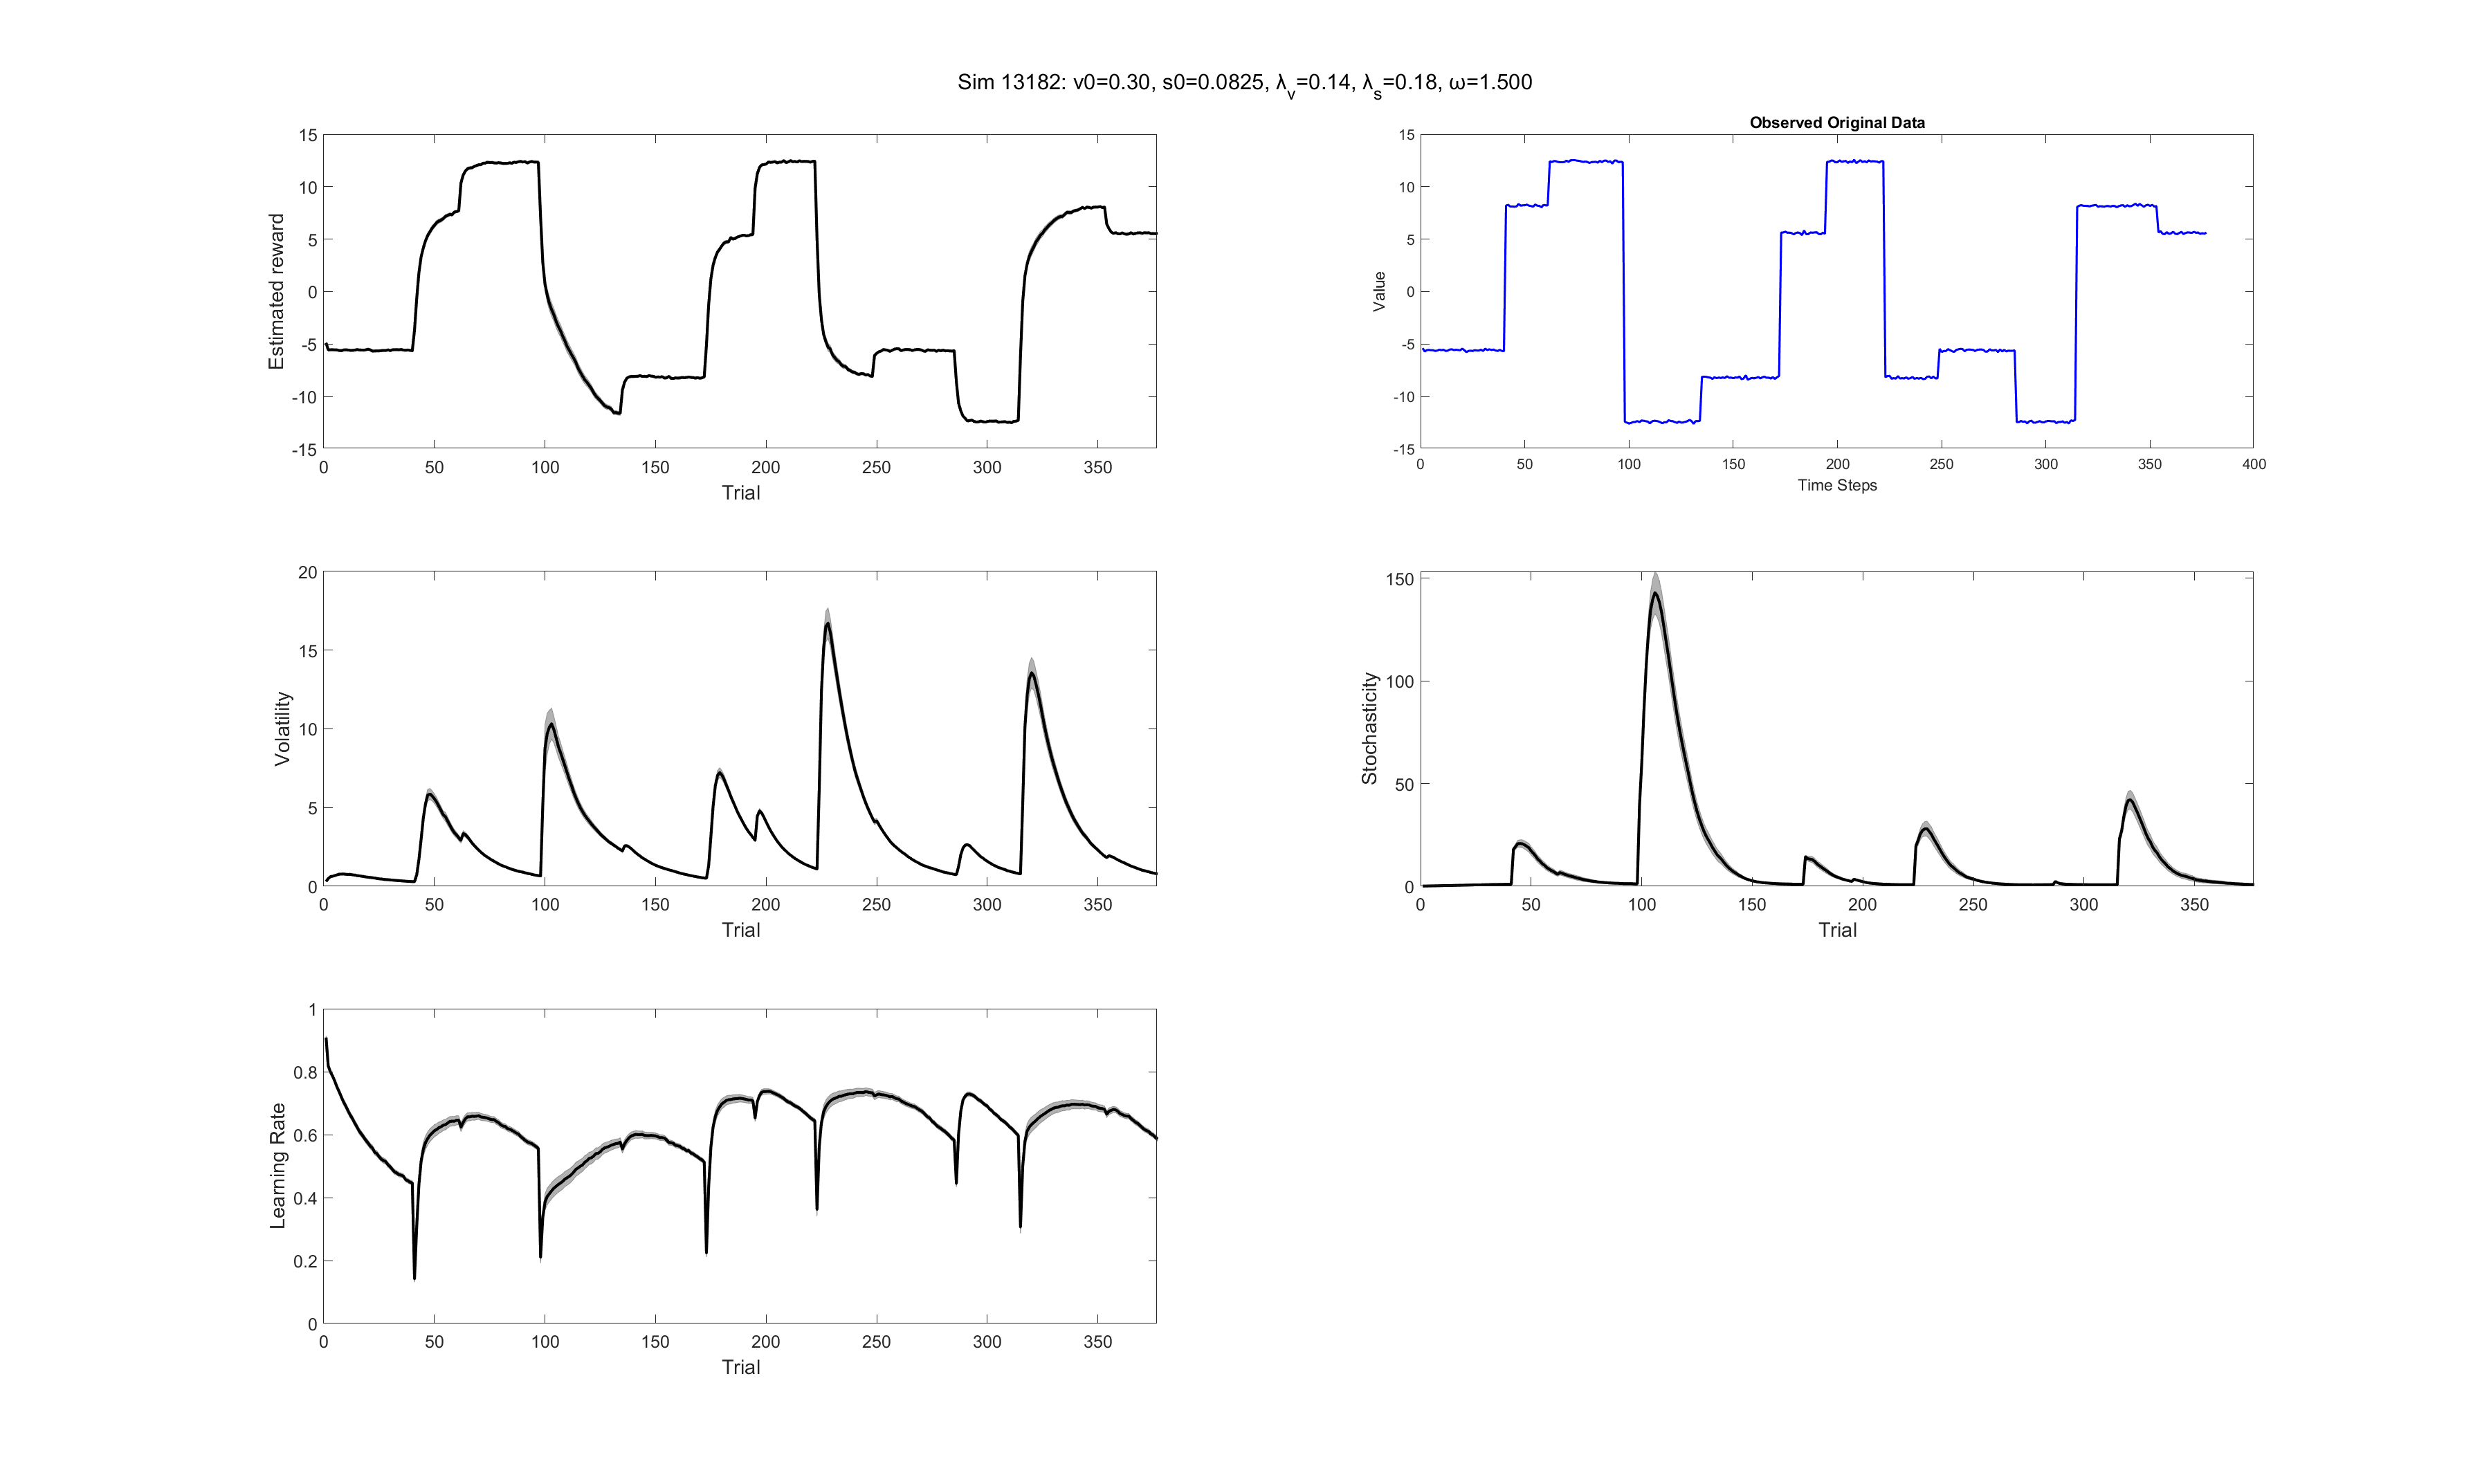 Sim 13182: v0=0.30, s0=0.0825, λv=0.14, λs=0.18, ω=1.500
Observed Original Data
15
10
5
0
-5
-10
-15
Estimated reward
0 50 100 150 200 250 300 350
Trial
15
10
5
0
-5
-10
-15
Value
0 50 100 150 200 250 300 350 400
Time Steps
20
15
10
5
0
Volatility
0 50 100 150 200 250 300 350
Trial
150
100
50
0
Stochasticity
0 50 100 150 200 250 300 350
Trial
1
0.8
0.6
0.4
0.2
0
Learning Rate
0 50 100 150 200 250 300 350
Trial